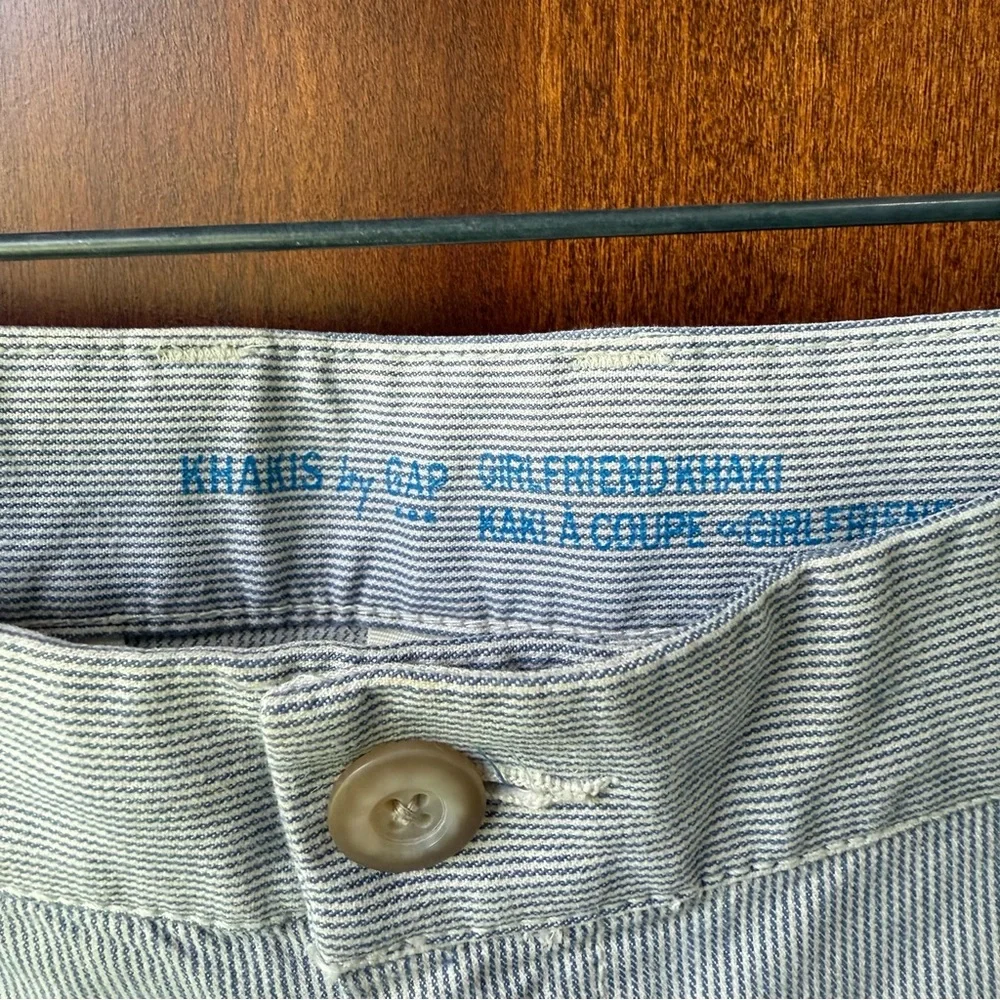 KHAKIS by GAP
GIRLFRIEND KHAKI
KAKI À COUPE «GIRLFRIEND